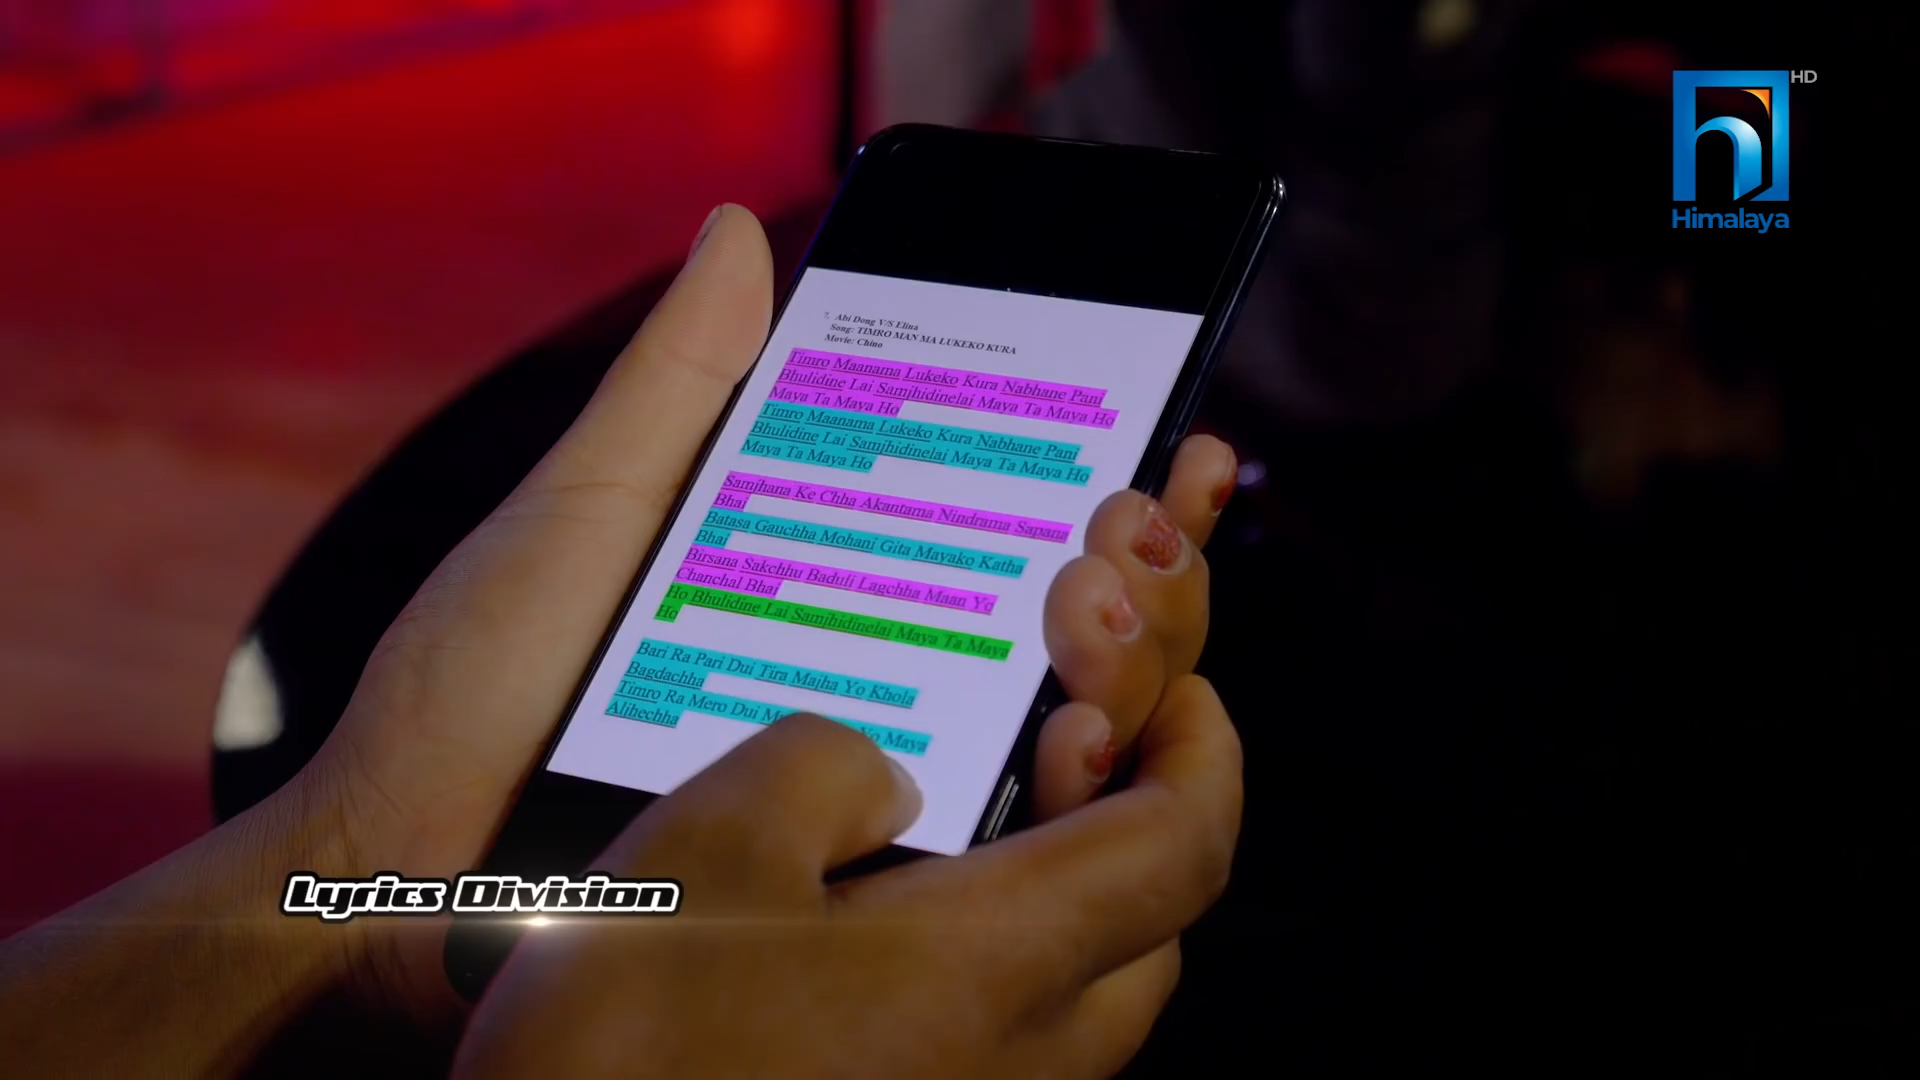 HD
Himalaya
7. Abi Dong V/S Elina
Song: TIMRO MAN MA LUKEKO KURA
Movie: Chino
Timro Maanama Lukeko Kura Nabhane Pani
Bhulidine Lai Samjhidinelai Maya Ta Maya Ho
Maya Ta Maya Ho
Timro Maanama Lukeko Kura Nabhane Pani
Bhulidine Lai Samjhidinelai Maya Ta Maya Ho
Maya Ta Maya Ho
Samjhana Ke Chha Akantama Nindrama Sapana
Bhai
Batasa Gauchha Mohani Gita Mayako Katha
Bhai
Birsana Sakchhu Baduli Lagchha Maan Yo
Chanchal Bhai
Ho Bhulidine Lai Samjhidinelai Maya Ta Maya
Ho
Bari Ra Pari Dui Tira Majha Yo Khola
Bagdachha
Timro Ra Mero Dui Yo Maya
Aljhechha
Lyrics Division